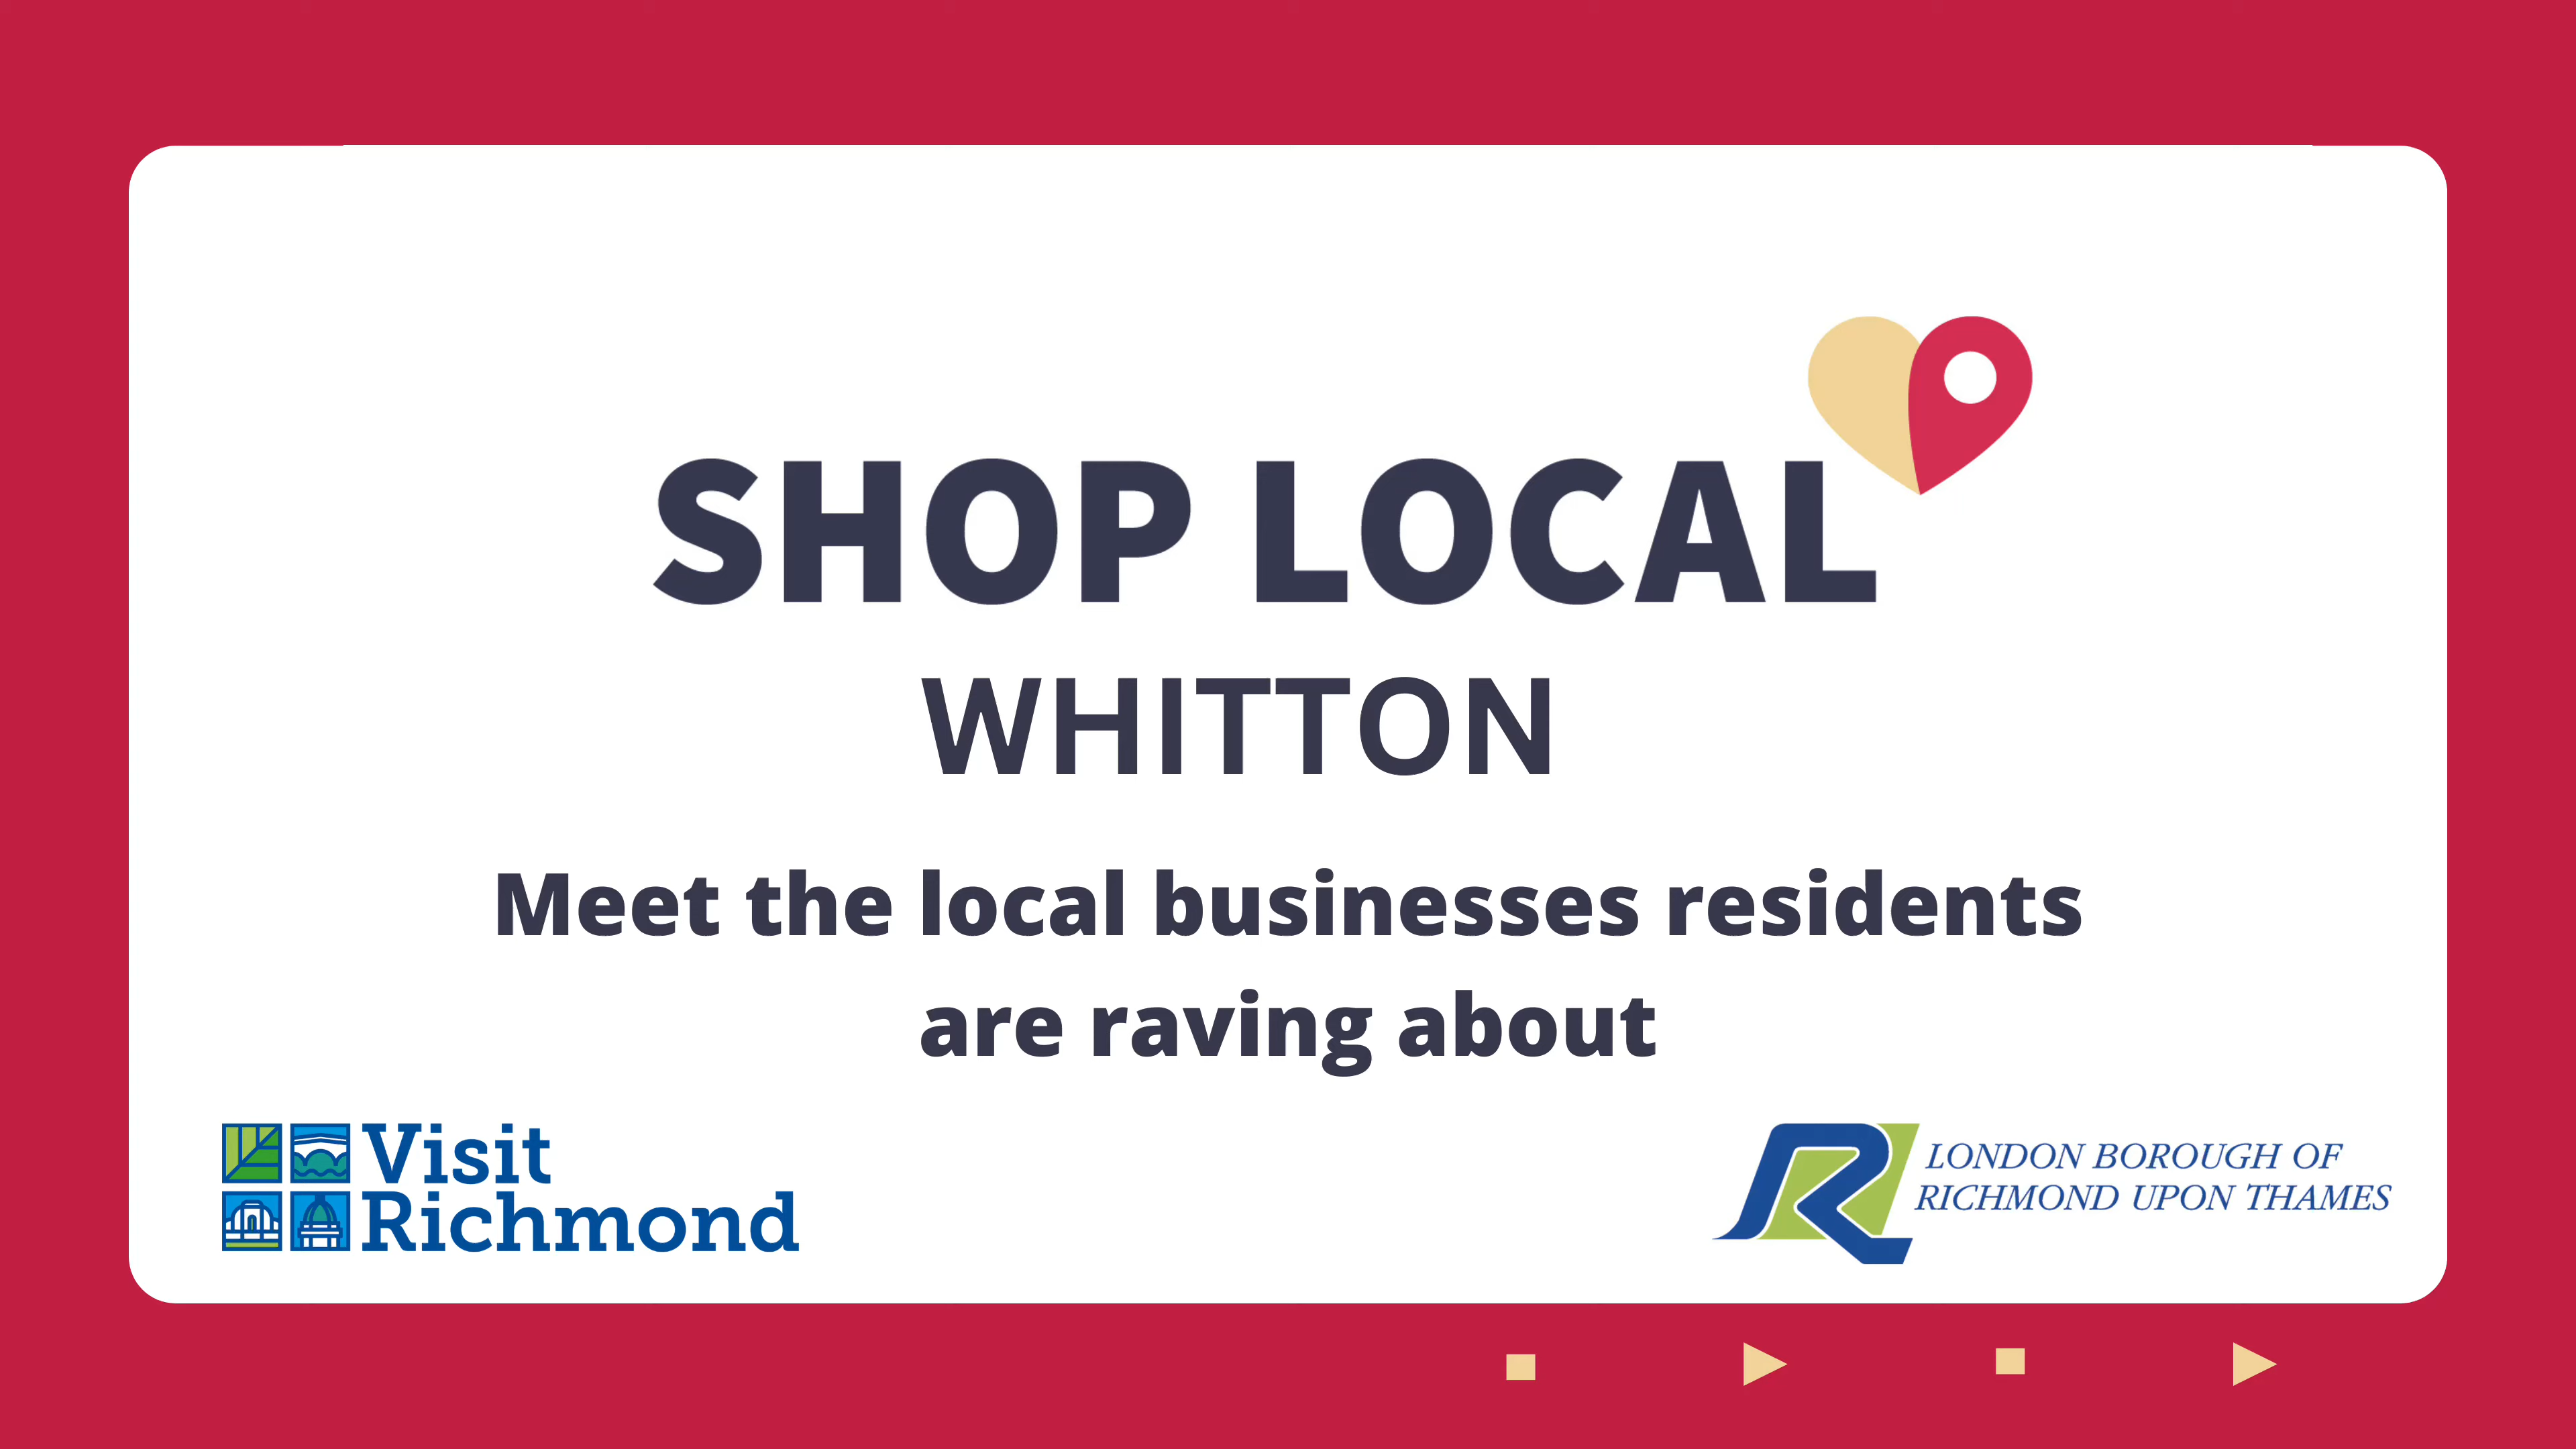 SHOP LOCAL
WHITTON
Meet the local businesses residents
are raving about
Visit
Richmond
LONDON BOROUGH OF
RICHMOND UPON THAMES